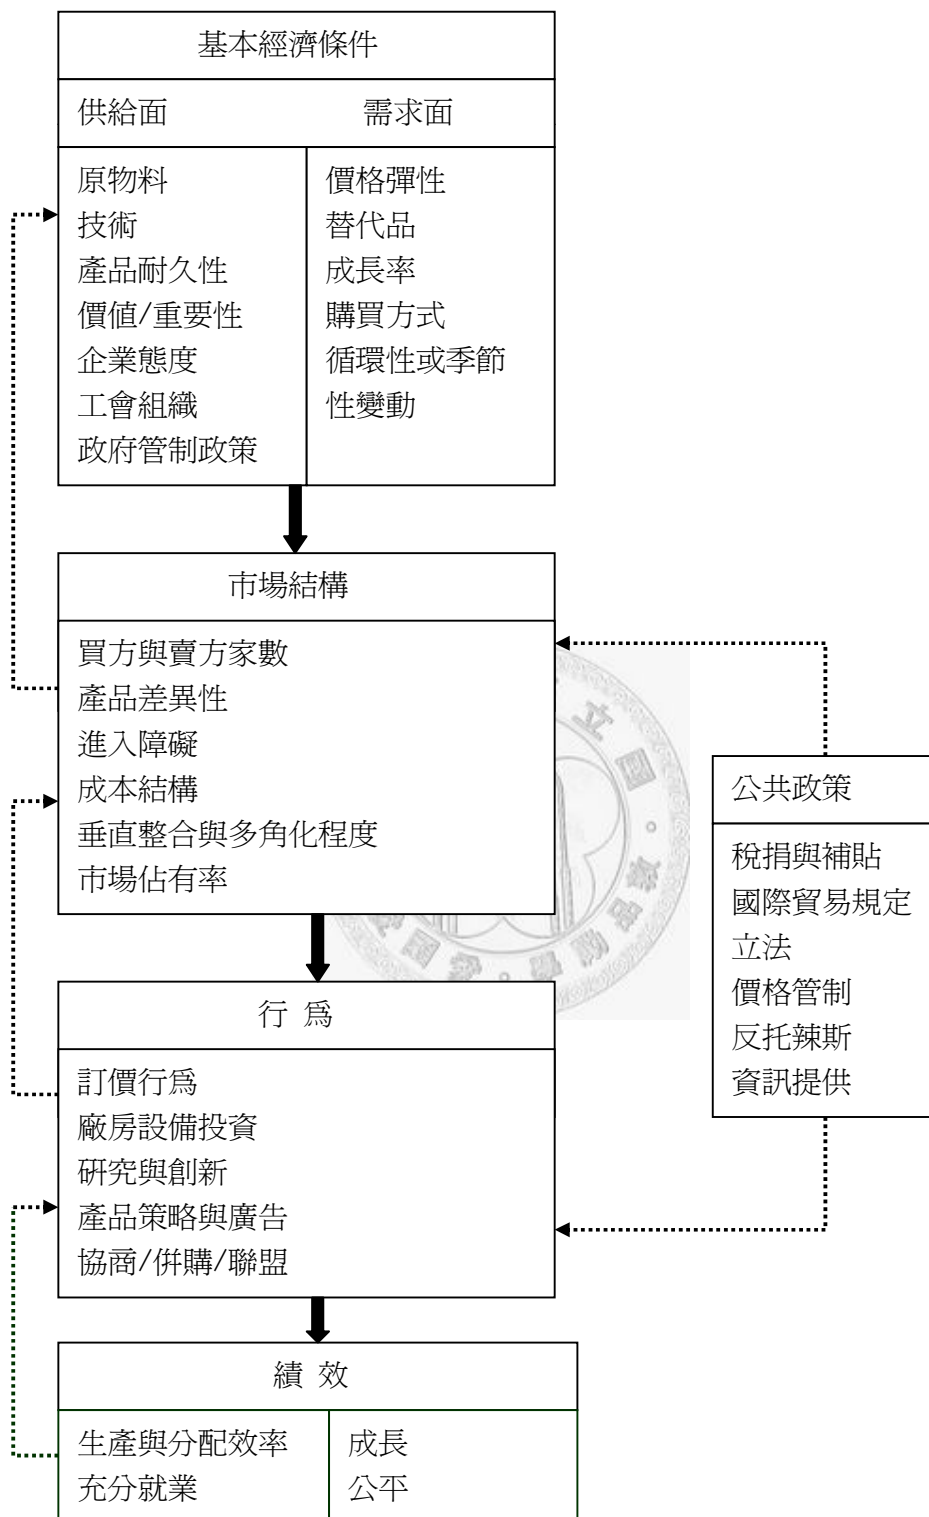 基本經濟條件
供給面
需求面
原物料
技術
產品耐久性
價值/重要性
企業態度
工會組織
政府管制政策
價格彈性
替代品
成長率
購買方式
循環性或季節
性變動
市場結構
買方與賣方家數
產品差異性
進入障礙
成本結構
垂直整合與多角化程度
市場佔有率
行 為
訂價行為
廠房設備投資
研究與創新
產品策略與廣告
協商/併購/聯盟
績 效
生產與分配效率
充分就業
成長
公平
公共政策
稅捐與補貼
國際貿易規定
立法
價格管制
反托辣斯
資訊提供